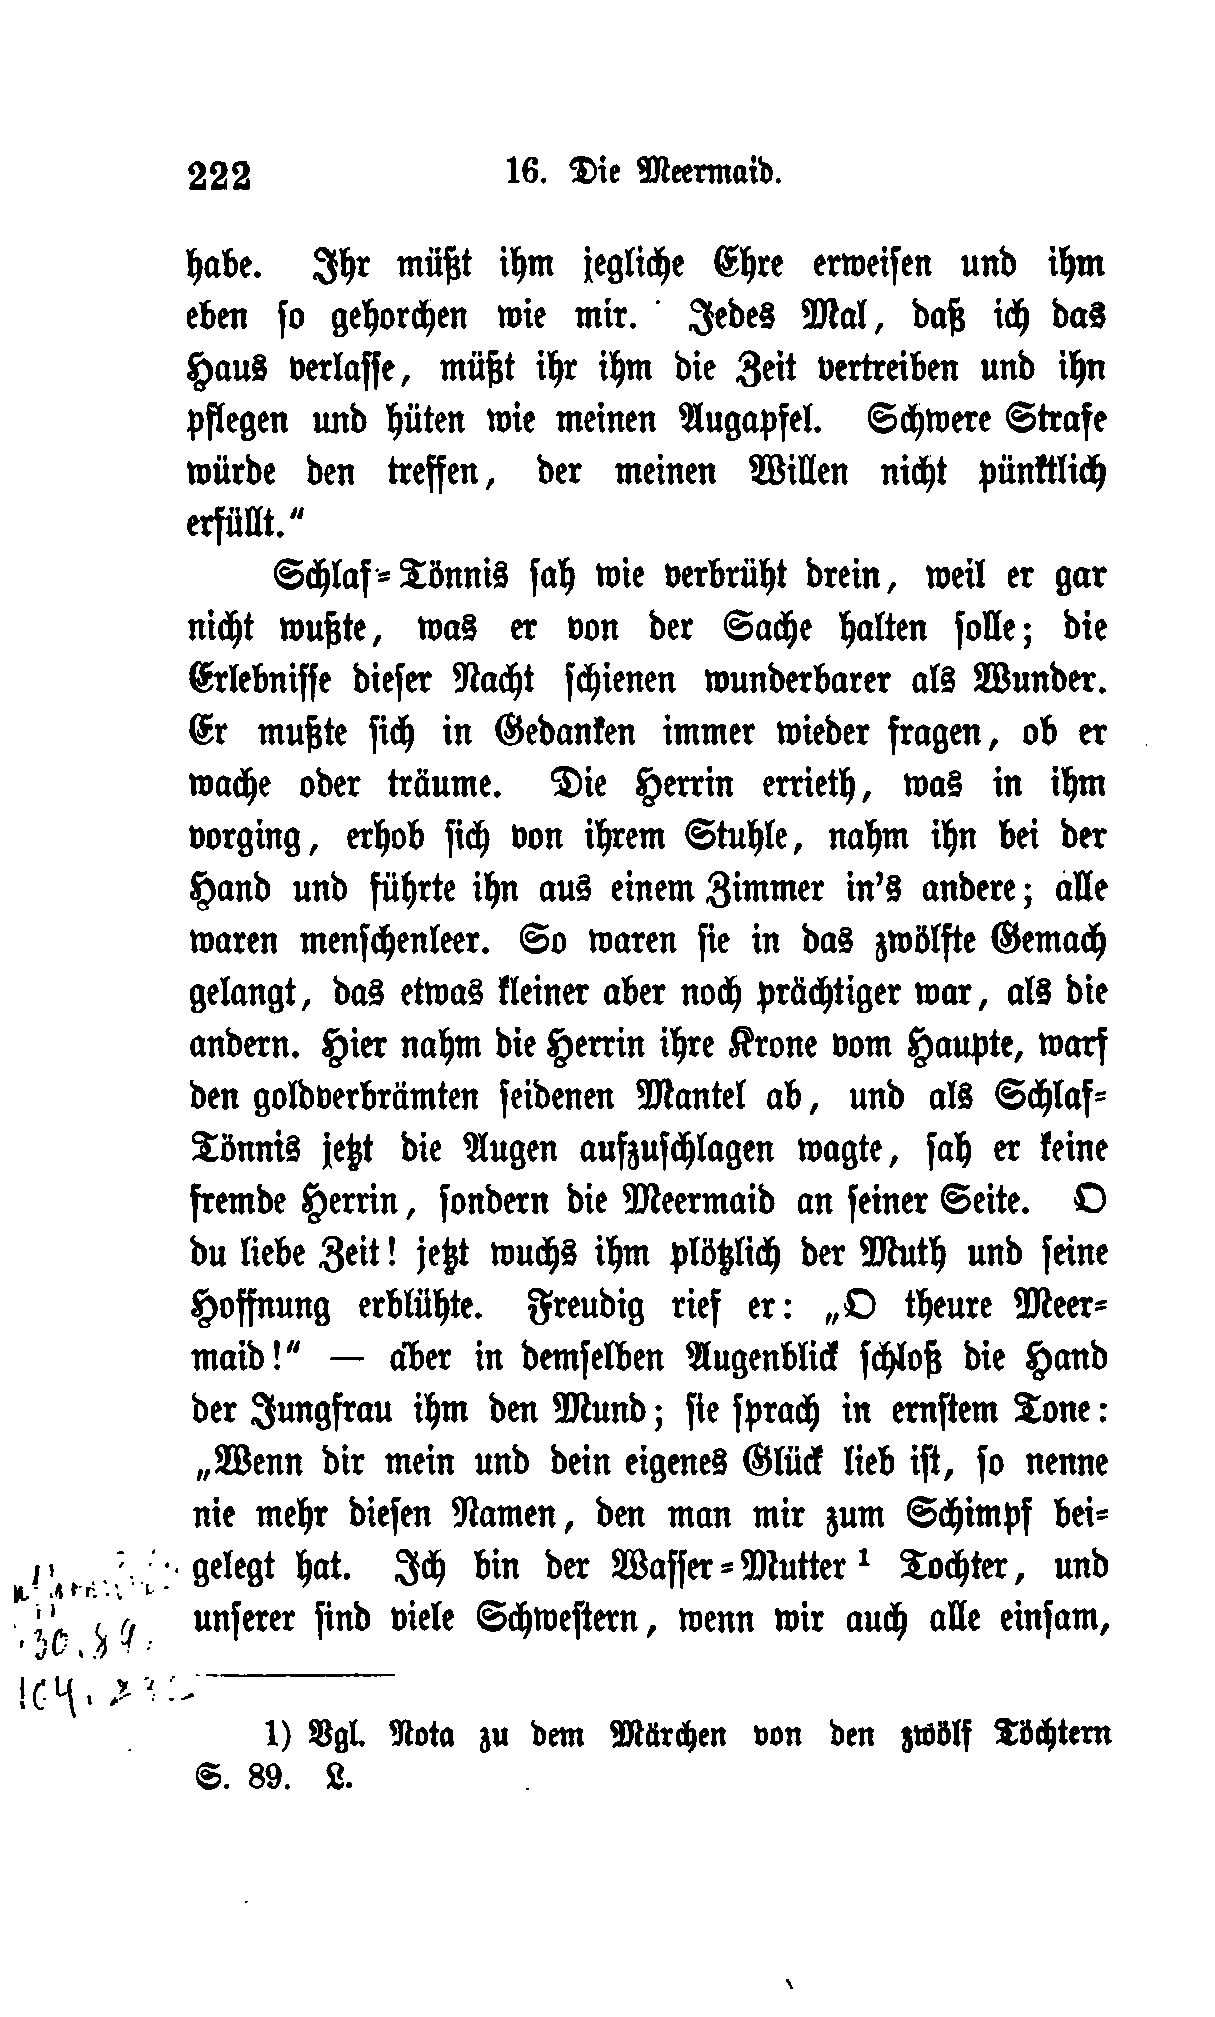 222 16. Die Meermaid.
habe. Ihr müßt ihm jegliche Ehre erweisen und ihm
eben so gehorchen wie mir. Jedes Mal, daß ich das
Haus verlasse, müßt ihr ihm die Zeit vertreiben und ihn
pflegen und hüten wie meinen Augapfel. Schwere Strafe
würde den treffen, der meinen Willen nicht pünktlich
erfüllt."
Schlaf-Tönnis sah wie verbrüht drein, weil er gar
nicht wußte, was er von der Sache halten solle; die
Erlebnisse dieser Nacht schienen wunderbarer als Wunder.
Er mußte sich in Gedanken immer wieder fragen, ob er
wache oder träume. Die Herrin errieth, was in ihm
vorging, erhob sich von ihrem Stuhle, nahm ihn bei der
Hand und führte ihn aus einem Zimmer in's andere; alle
waren menschenleer. So waren sie in das zwölfte Gemach
gelangt, das etwas kleiner aber noch prächtiger war, als die
andern. Hier nahm die Herrin ihre Krone vom Haupte, warf
den goldverbrämten seidenen Mantel ab, und als Schlaf-
Tönnis jetzt die Augen aufzuschlagen wagte, sah er keine
fremde Herrin, sondern die Meermaid an seiner Seite. O
du liebe Zeit! jetzt wuchs ihm plötzlich der Muth und seine
Hoffnung erblühte. Freudig rief er: „O theure Meer-
maid!" — aber in demselben Augenblick schloß die Hand
der Jungfrau ihm den Mund; sie sprach in ernstem Tone:
„Wenn dir mein und dein eigenes Glück lieb ist, so nenne
nie mehr diesen Namen, den man mir zum Schimpf bei-
gelegt hat. Ich bin der Wasser-Mutter¹ Tochter, und
unserer sind viele Schwestern, wenn wir auch alle einsam,
30.89.
104.
1) Vgl. Nota zu dem Märchen von den zwölf Töchtern
S. 89. L.